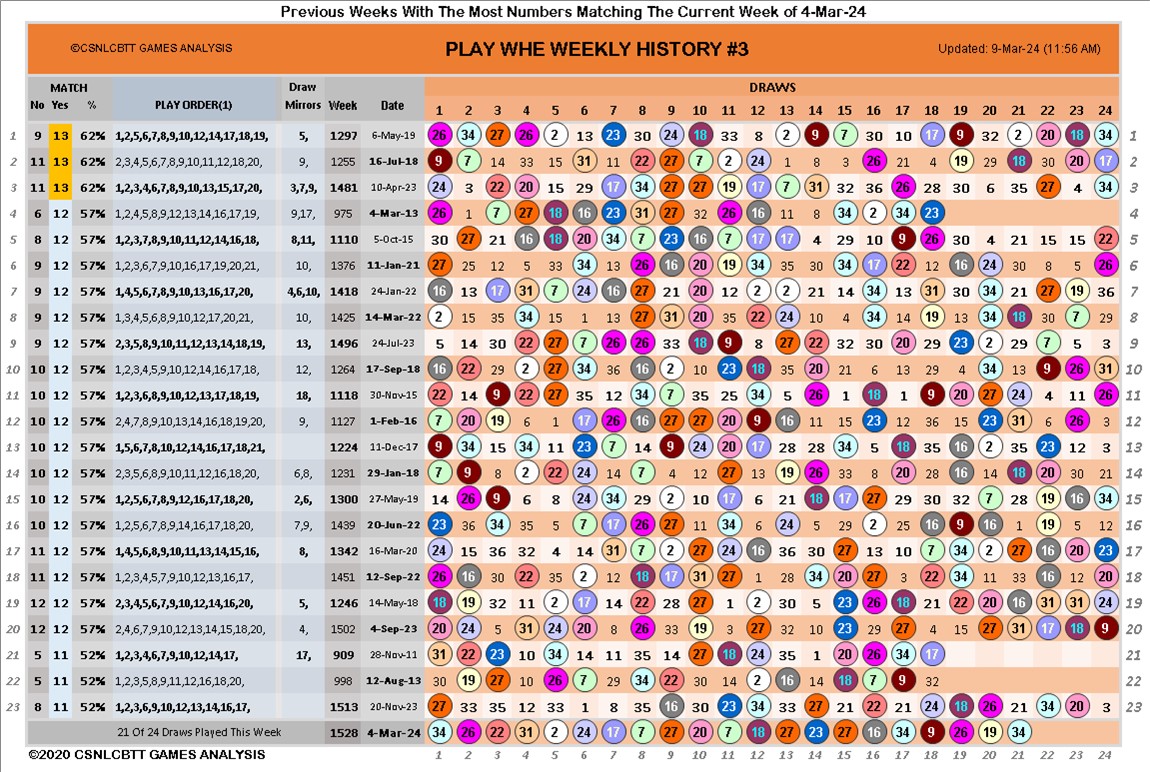 Previous Weeks With The Most Numbers Matching The Current Week of 4-Mar-24
©CSNLCBTT GAMES ANALYSIS PLAY WHE WEEKLY HISTORY #3 Updated: 9-Mar-24 (11:56 AM)
MATCH Draw DRAWS
No Yes % PLAY ORDER(1) Mirrors Week Date 1 2 3 4 5 6 7 8 9 10 11 12 13 14 15 16 17 18 19 20 21 22 23 24
1 9 13 62% 1,2,5,6,7,8,9,10,12,14,17,18,19, 5, 1297 6-May-19 26 34 27 26 2 13 23 30 24 18 33 8 2 9 7 30 10 17 9 32 2 20 18 34 1
2 11 13 62% 2,3,4,5,6,7,8,9,10,11,12,18,20, 9, 1255 16-Jul-18 9 7 14 33 15 31 11 22 27 7 2 24 1 8 3 26 21 4 19 29 18 30 20 17 2
3 11 13 62% 1,2,3,4,6,7,8,9,10,13,15,17,20, 3,7,9, 1481 10-Apr-23 24 3 22 20 15 29 17 34 27 27 19 17 7 31 32 36 26 28 30 6 35 27 4 34 3
4 6 12 57% 1,2,4,5,8,9,12,13,14,16,17,19, 9,17, 975 4-Mar-13 26 1 7 27 18 16 23 31 27 32 26 16 11 8 34 2 34 23 4
5 8 12 57% 1,2,3,7,8,9,10,11,12,14,16,18, 8,11, 1110 5-Oct-15 30 27 21 16 18 20 34 7 23 16 7 17 17 4 29 10 9 26 30 4 21 15 15 22 5
6 9 12 57% 1,2,3,6,7,9,10,16,17,19,20,21, 10, 1376 11-Jan-21 27 25 12 5 33 34 13 26 16 20 19 34 35 30 34 17 22 19 16 24 30 8 5 26 6
7 9 12 57% 1,4,5,6,7,8,9,10,13,16,17,20, 4,6,10, 1418 24-Jan-22 16 13 17 31 7 24 16 27 21 20 12 2 2 21 14 34 13 31 30 34 21 27 19 36 7
8 9 12 57% 1,3,4,5,6,8,9,10,12,17,20,21, 10, 1425 14-Mar-22 2 15 35 34 15 1 13 27 31 20 35 22 24 10 4 34 14 19 13 34 18 30 7 29 8
9 9 12 57% 2,3,5,8,9,10,11,13,14,18,19, 13, 1496 24-Jul-23 5 14 30 22 27 7 26 26 33 18 9 8 27 22 32 30 20 29 23 2 29 7 5 3 9
10 10 12 57% 1,2,3,4,5,9,10,12,14,16,17,18, 12, 1264 17-Sep-18 16 22 29 2 27 34 36 16 2 11 23 18 35 20 21 6 13 29 4 34 13 9 26 31 10
11 10 12 57% 1,2,3,6,8,9,10,12,14,18,19, 18, 1118 30-Nov-15 22 14 9 22 27 35 12 34 7 35 12 34 5 26 1 18 1 9 20 27 24 4 11 26 11
12 10 12 57% 2,4,7,8,9,10,12,16,18,19,20, 9, 1127 1-Feb-16 7 20 19 6 1 17 26 16 27 27 20 9 16 11 15 23 12 36 15 23 31 6 26 3 12
13 10 12 57% 1,5,6,7,8,10,12,14,16,17,18,21, 1224 11-Dec-17 9 34 15 34 11 23 7 14 9 24 20 17 28 28 34 5 18 35 16 2 35 23 12 3 13
14 10 12 57% 2,3,5,6,8,9,10,11,12,16,18,20, 6,8, 1231 29-Jan-18 7 9 8 2 22 24 14 7 4 12 27 13 19 26 33 8 20 28 16 14 18 20 30 21 14
15 10 12 57% 1,2,5,6,7,8,9,12,16,17,18,20, 2,6, 1300 27-May-19 14 26 9 6 8 24 34 29 2 10 17 6 21 18 17 27 29 30 32 7 28 19 16 34 15
16 10 12 57% 1,2,5,6,7,8,9,14,16,17,18,20, 7,9, 1439 20-Jun-22 23 36 34 35 5 7 17 26 27 11 34 6 24 5 29 2 25 16 9 16 1 19 5 12 16
17 11 12 57% 1,4,5,6,8,9,10,11,13,14,15,16, 8, 1342 16-Mar-20 24 15 36 32 4 14 31 7 2 27 24 16 36 30 27 13 10 7 34 2 27 16 20 23 17
18 11 12 57% 1,2,3,4,5,7,9,10,12,13,16,17, 1451 12-Sep-22 26 16 30 22 35 2 12 18 17 31 27 1 28 34 20 27 3 22 34 11 33 16 12 20 18
19 12 12 57% 2,3,4,5,6,7,9,10,12,14,16,20, 5, 1246 14-May-18 18 19 32 11 2 17 14 22 28 27 1 2 30 5 23 26 18 21 22 20 16 31 31 24 19
20 12 12 57% 2,4,6,7,9,10,12,13,14,15,18,20, 4, 1502 4-Sep-23 20 24 5 31 24 20 8 26 33 19 3 27 32 10 23 29 27 4 15 27 31 17 18 9 20
21 5 11 52% 1,2,3,4,6,7,9,10,12,14,17, 17, 909 28-Nov-11 31 22 23 10 34 14 11 35 14 27 18 24 35 1 20 26 34 17 21
22 5 11 52% 1,2,3,5,8,9,11,12,16,18,20, 998 12-Aug-13 30 19 27 10 26 7 29 34 22 30 14 2 16 14 18 7 9 32 22
23 8 11 52% 1,2,3,6,9,10,12,13,14,16,17, 1513 20-Nov-23 27 33 35 12 33 1 8 35 16 30 23 34 14 27 21 22 21 24 18 26 21 34 20 3 23
21 Of 24 Draws Played This Week 1528 4-Mar-24 34 26 22 31 2 24 17 7 27 20 7 18 27 23 27 16 34 9 26 19 34
©2020 CSNLCBTT GAMES ANALYSIS 1 2 3 4 5 6 7 8 9 10 11 12 13 14 15 16 17 18 19 20 21 22 23 24